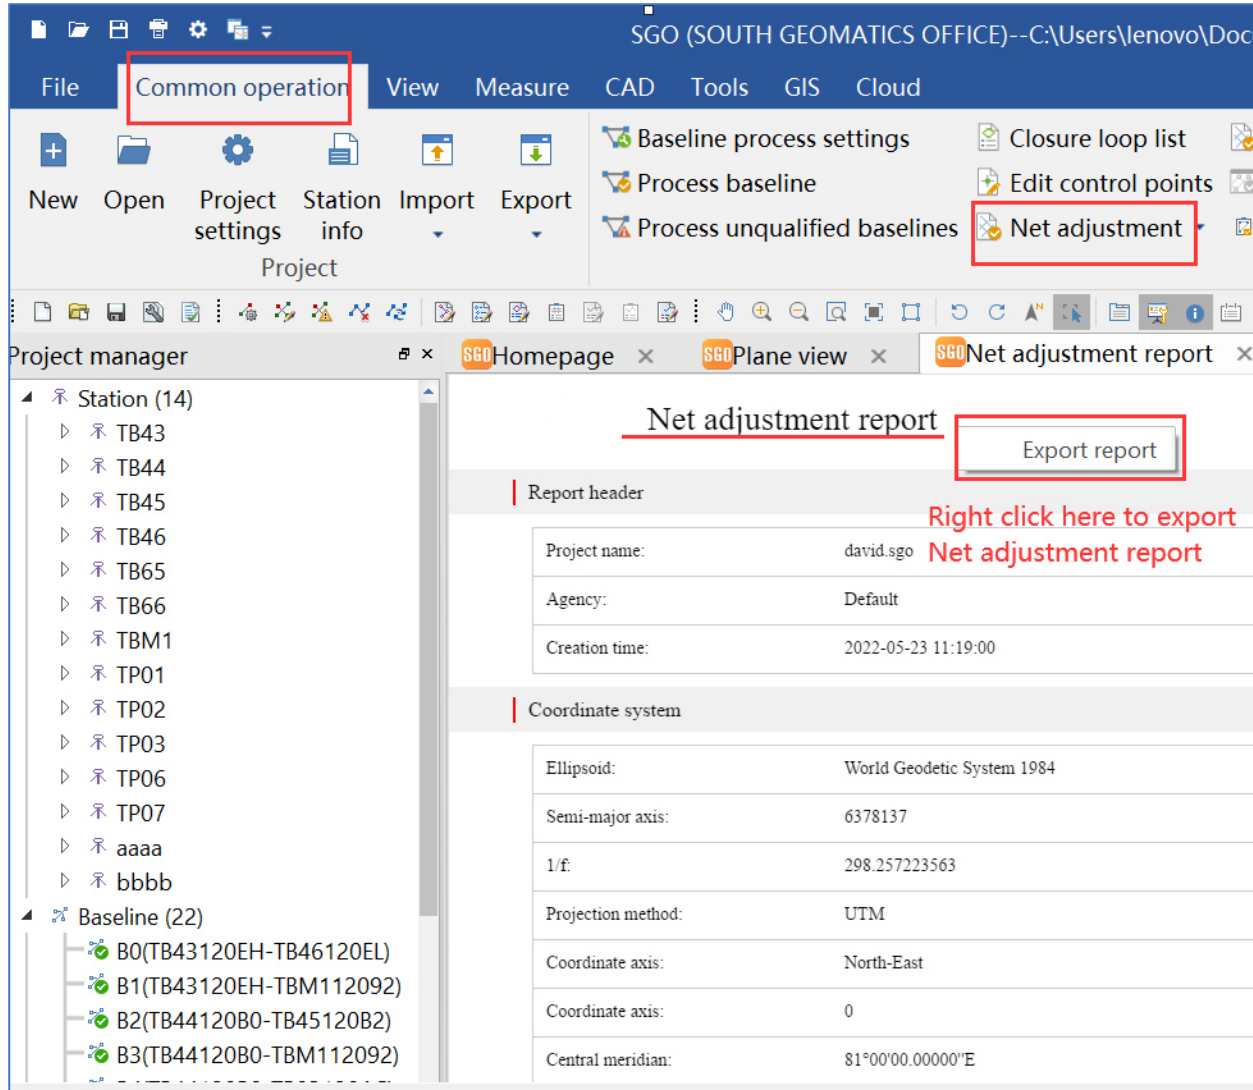 SGO (SOUTH GEOMATICS OFFICE)--C:\Users\lenovo\Doc
File Common operation View Measure CAD Tools GIS Cloud
New Open Project settings Station info Import Export
Project
Baseline process settings
Process baseline
Process unqualified baselines
Closure loop list
Edit control points
Net adjustment
Project manager
SGO Homepage SGO Plane view SGO Net adjustment report
Station (14)
TB43
TB44
TB45
TB46
TB65
TB66
TBM1
TP01
TP02
TP03
TP06
TP07
aaaa
bbbb
Baseline (22)
B0(TB43120EH-TB46120EL)
B1(TB43120EH-TBM112092)
B2(TB44120B0-TB45120B2)
B3(TB44120B0-TBM112092)
Net adjustment report
Export report
Right click here to export
Net adjustment report
Report header
Project name: david.sgo
Agency: Default
Creation time: 2022-05-23 11:19:00
Coordinate system
Ellipsoid: World Geodetic System 1984
Semi-major axis: 6378137
1/f: 298.257223563
Projection method: UTM
Coordinate axis: North-East
Coordinate axis: 0
Central meridian: 81°00'00.00000"E